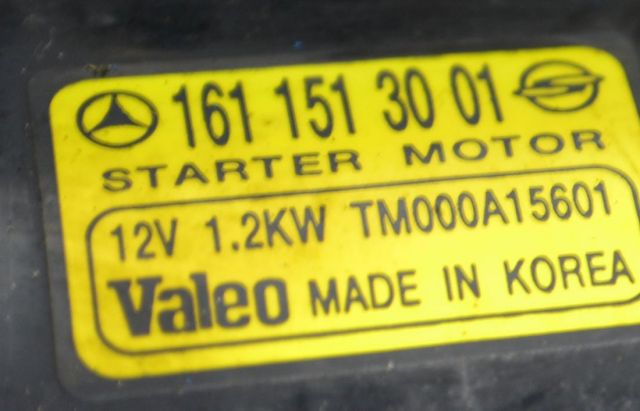 161 151 30 01
STARTER MOTOR
12V 1.2KW TM000A15601
Valeo MADE IN KOREA